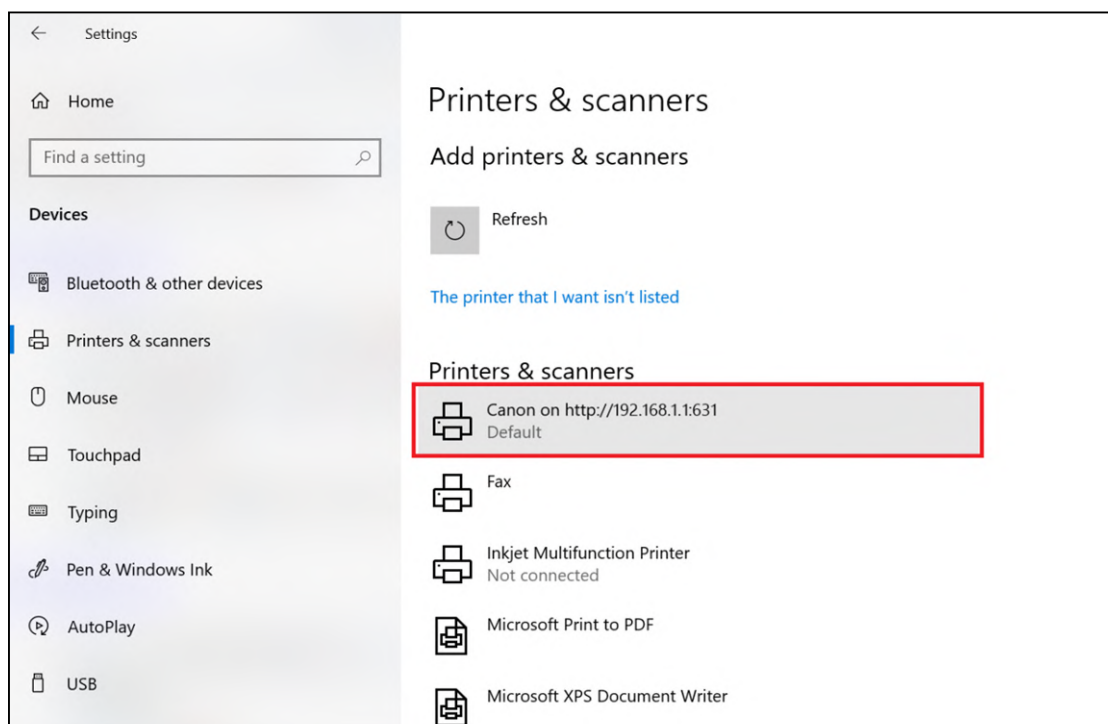 Settings
Home
Find a setting
Devices
Bluetooth & other devices
Printers & scanners
Mouse
Touchpad
Typing
Pen & Windows Ink
AutoPlay
USB
Printers & scanners
Add printers & scanners
Refresh
The printer that I want isn't listed
Printers & scanners
Canon on http://192.168.1.1:631
Default
Fax
Inkjet Multifunction Printer
Not connected
Microsoft Print to PDF
Microsoft XPS Document Writer